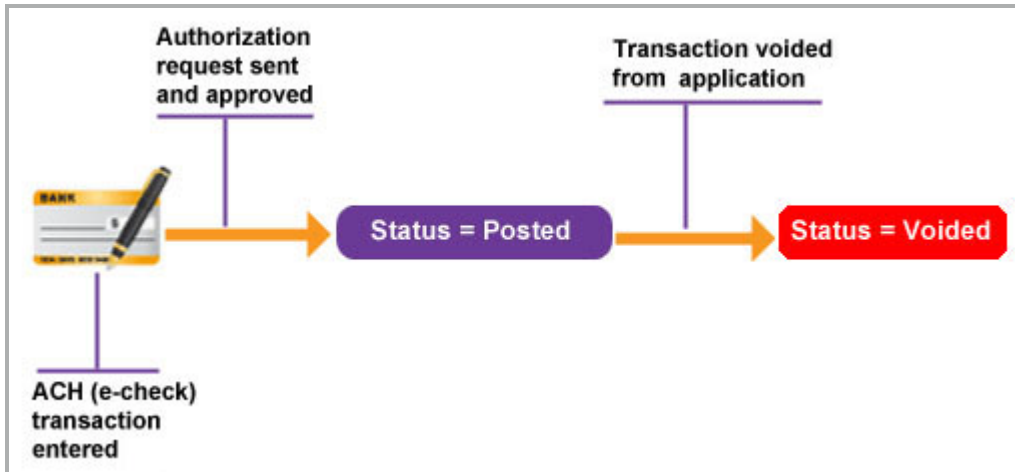 Authorization
request sent
and approved
Transaction voided
from application
BANK
$
Status = Posted
Status = Voided
ACH (e-check)
transaction
entered